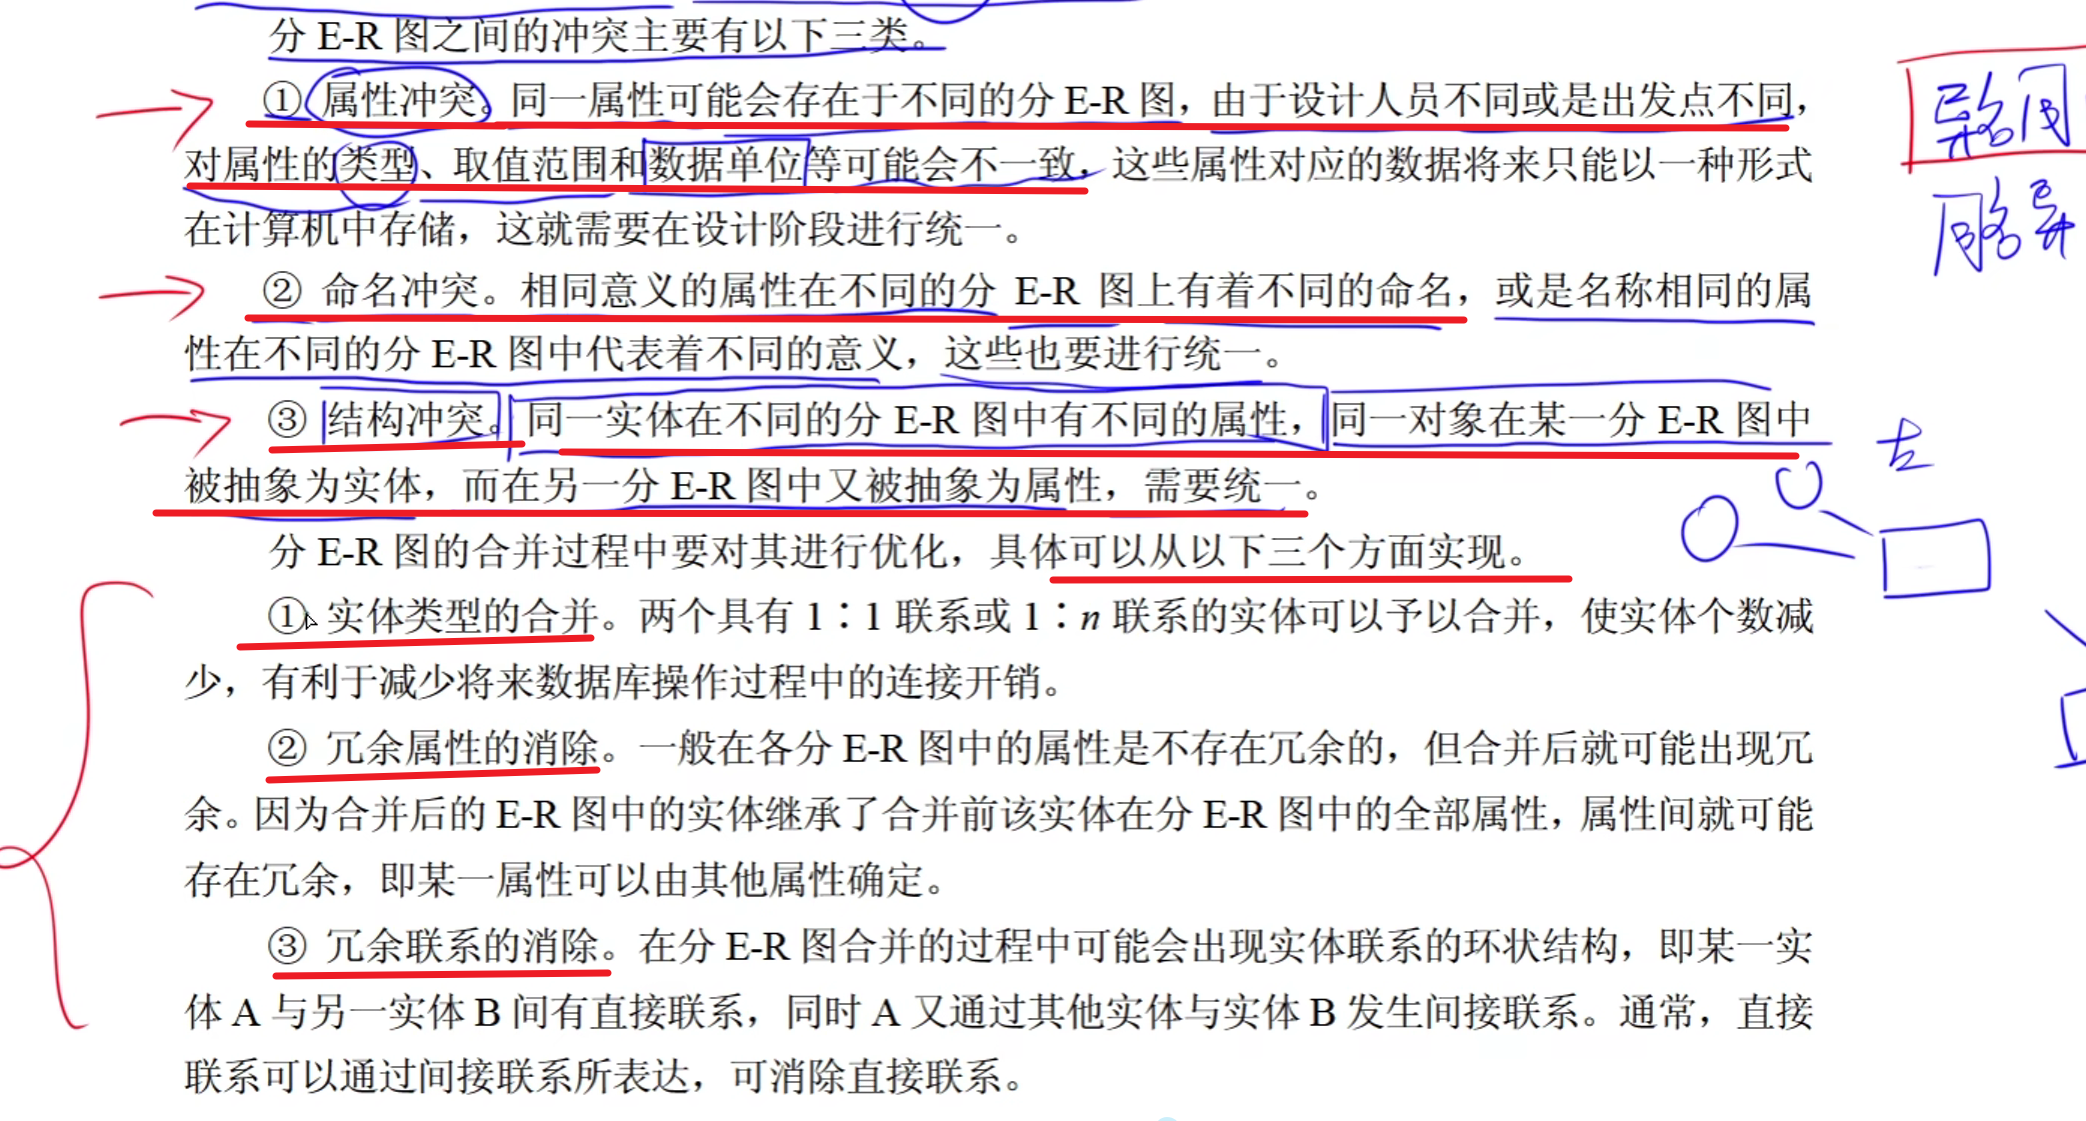 分 E-R 图之间的冲突主要有以下三类。
① 属性冲突。同一属性可能会存在于不同的分 E-R 图，由于设计人员不同或是出发点不同，
对属性的类型、取值范围和数据单位等可能会不一致，这些属性对应的数据将来只能以一种形式
在计算机中存储，这就需要在设计阶段进行统一。
② 命名冲突。相同意义的属性在不同的分 E-R 图上有着不同的命名，或是名称相同的属
性在不同的分 E-R 图中代表着不同的意义，这些也要进行统一。
③ 结构冲突。同一实体在不同的分 E-R 图中有不同的属性，同一对象在某一分 E-R 图中
被抽象为实体，而在另一分 E-R 图中又被抽象为属性，需要统一。
分 E-R 图的合并过程中要对其进行优化，具体可以从以下三个方面实现。
① 实体类型的合并。两个具有 1∶1 联系或 1∶n 联系的实体可以予以合并，使实体个数减
少，有利于减少将来数据库操作过程中的连接开销。
② 冗余属性的消除。一般在各分 E-R 图中的属性是不存在冗余的，但合并后就可能出现冗
余。因为合并后的 E-R 图中的实体继承了合并前该实体在分 E-R 图中的全部属性，属性间就可能
存在冗余，即某一属性可以由其他属性确定。
③ 冗余联系的消除。在分 E-R 图合并的过程中可能会出现实体联系的环状结构，即某一实
体 A 与另一实体 B 间有直接联系，同时 A 又通过其他实体与实体 B 发生间接联系。通常，直接
联系可以通过间接联系所表达，可消除直接联系。
异名同
同名异
左